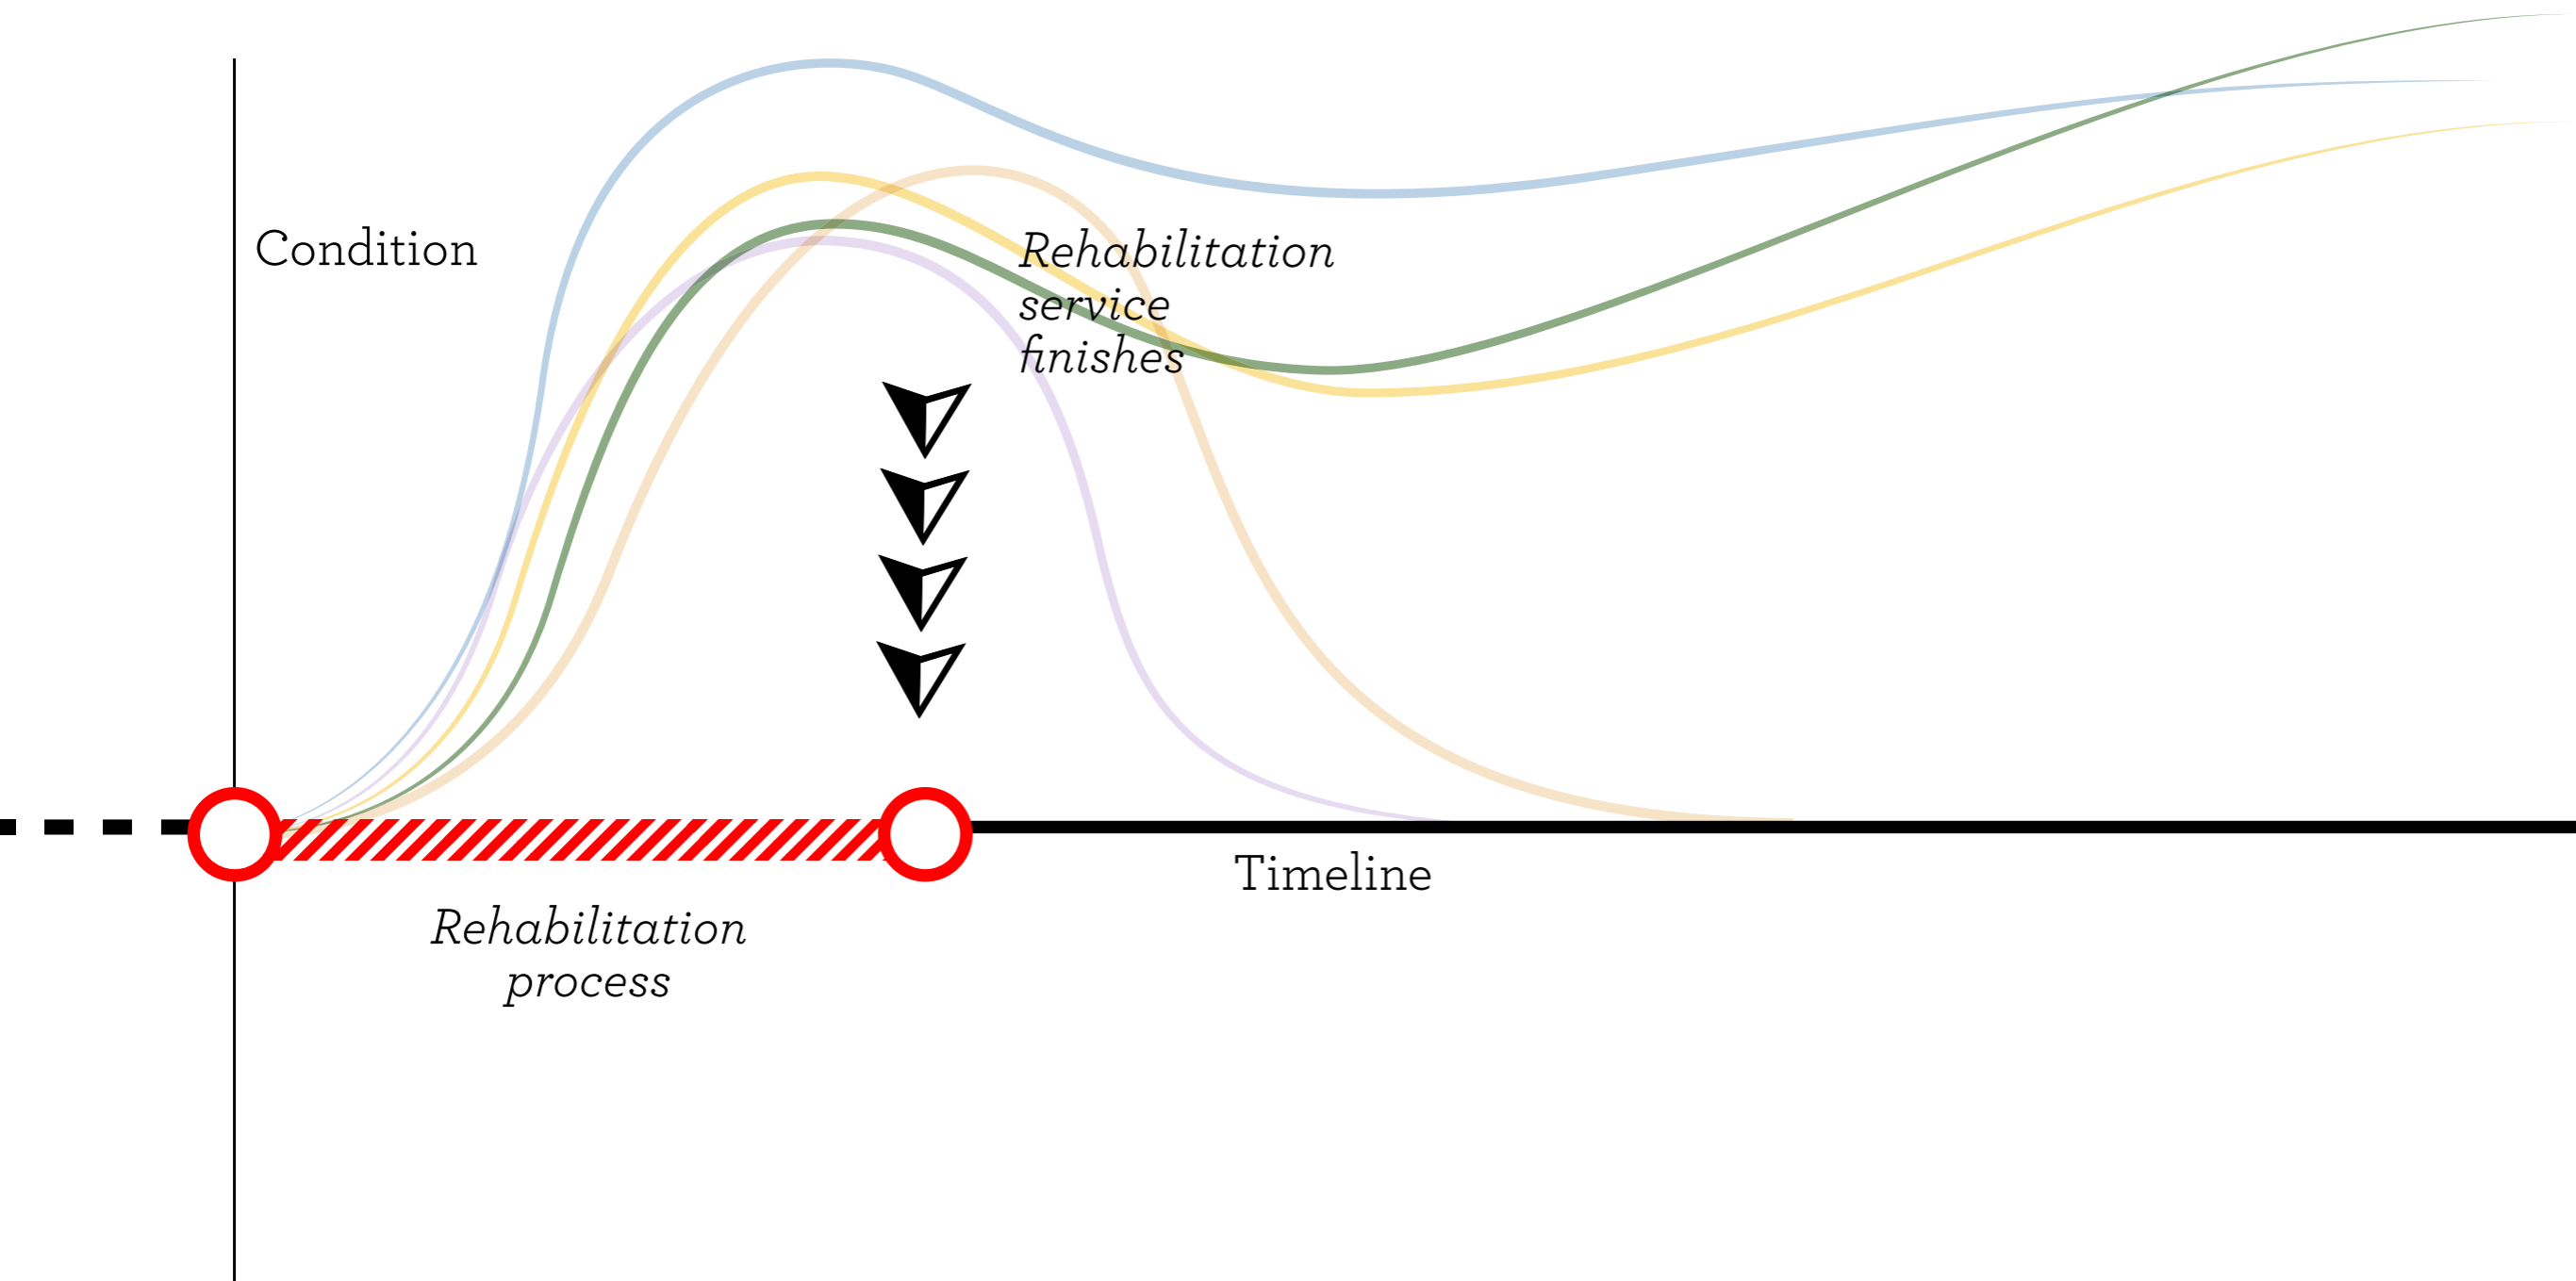 Condition
Rehabilitation
service
finishes
Timeline
Rehabilitation
process